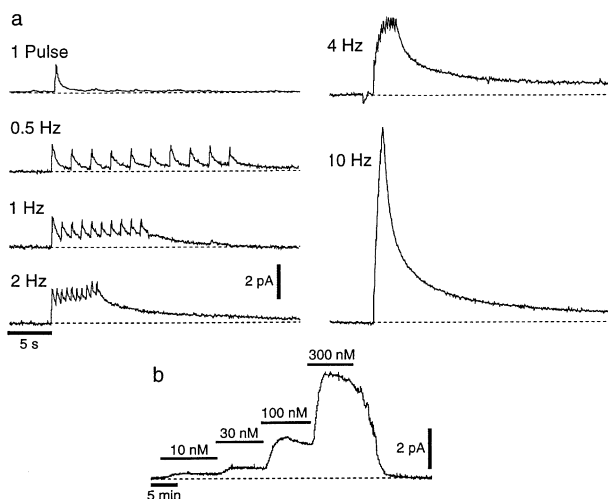 a
1 Pulse
0.5 Hz
1 Hz
2 Hz
2 pA
5 s
4 Hz
10 Hz
b
10 nM
30 nM
100 nM
300 nM
2 pA
5 min